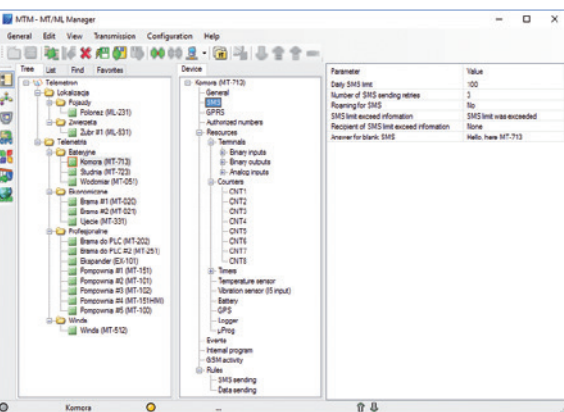 MTM - MT/ML Manager
General Edit View Transmission Configuration Help
Tree List Find Favorites
Telemetron
Lokalizacja
Pojazdy
Polonez (ML-231)
Zwierzeta
Zubr #1 (ML-931)
Telemetria
Bateryjne
Komora (MT-713)
Studnia (MT-723)
Wodomiar (MT-051)
Ekonomiczne
Brama #1 (MT-020)
Brama #2 (MT-021)
Ujecie (MT-331)
Profesjonalne
Brama do PLC (MT-202)
Brama do PLC #2 (MT-251)
Ekspander (EX-101)
Pompownia #1 (MT-151)
Pompownia #2 (MT-101)
Pompownia #3 (MT-102)
Pompownia #4 (MT-151HMI)
Pompownia #5 (MT-100)
Winda
Winda (MT-512)
Device
Komora (MT-713)
General
SMS
GPRS
Authorized numbers
Resources
Terminals
Binary inputs
Binary outputs
Analog inputs
Counters
CNT1
CNT2
CNT3
CNT4
CNT5
CNT6
CNT7
CNT8
Timers
Temperature sensor
Vibration sensor (I5 input)
Battery
GPS
Logger
µProg
Events
Internal program
GSM activity
Rules
SMS sending
Data sending
Parameter Value
Daily SMS limit 100
Number of SMS sending retries 3
Roaming for SMS No
SMS limit exceed information SMS limit was exceeded
Recipient of SMS limit exceed information None
Answer for blank SMS Hello, here MT-713
Komora ...